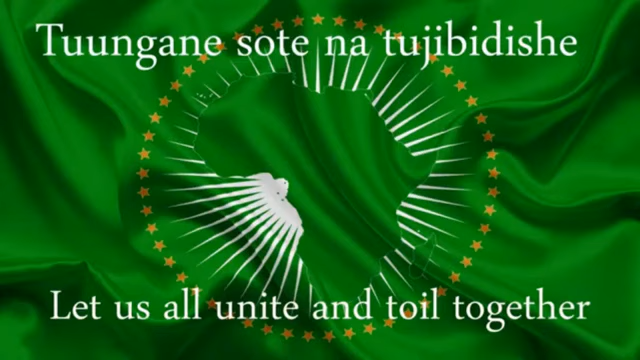 Tuungane sote na tujibidishe
Let us all unite and toil together